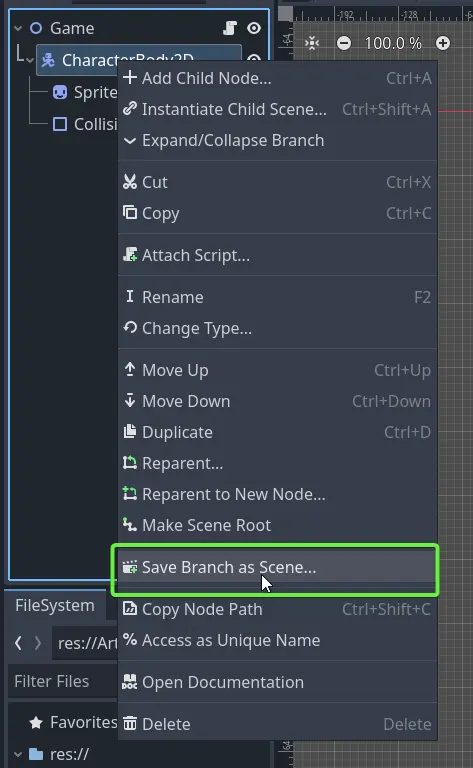 Game
-192
-128
CharacterBody2D
100.0 %
Sprite
Collisi
Add Child Node... Ctrl+A
Instantiate Child Scene... Ctrl+Shift+A
Expand/Collapse Branch
Cut Ctrl+X
Copy Ctrl+C
Attach Script...
Rename F2
Change Type...
Move Up Ctrl+Up
Move Down Ctrl+Down
Duplicate Ctrl+D
Reparent...
Reparent to New Node...
Make Scene Root
Save Branch as Scene...
Copy Node Path Ctrl+Shift+C
Access as Unique Name
Open Documentation
Delete Delete
FileSystem
res://Art
Filter Files
Favorites
res://